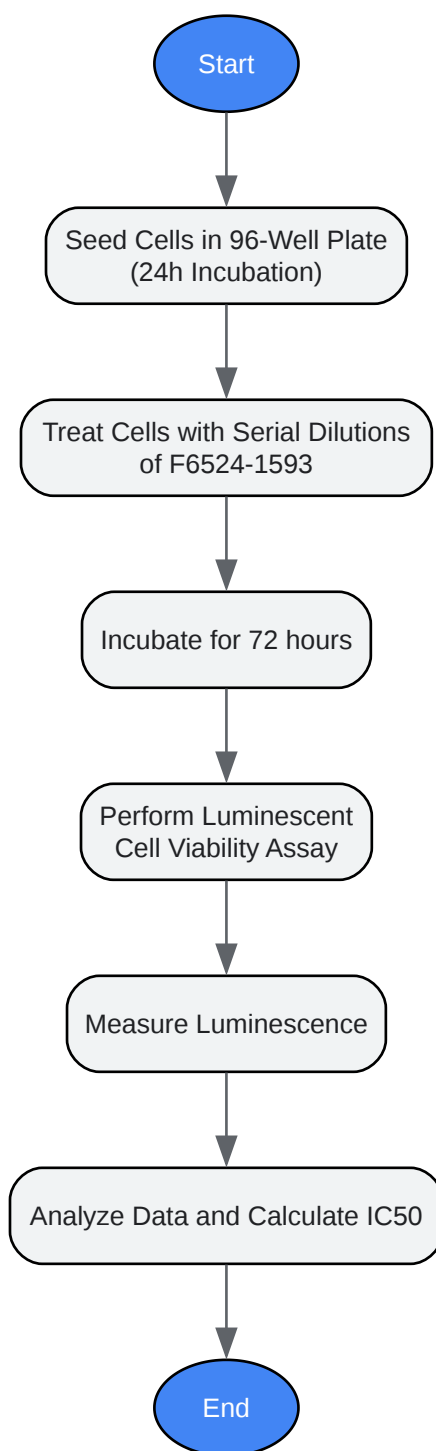 Start
Seed Cells in 96-Well Plate
(24h Incubation)
Treat Cells with Serial Dilutions
of F6524-1593
Incubate for 72 hours
Perform Luminescent
Cell Viability Assay
Measure Luminescence
Analyze Data and Calculate IC50
End